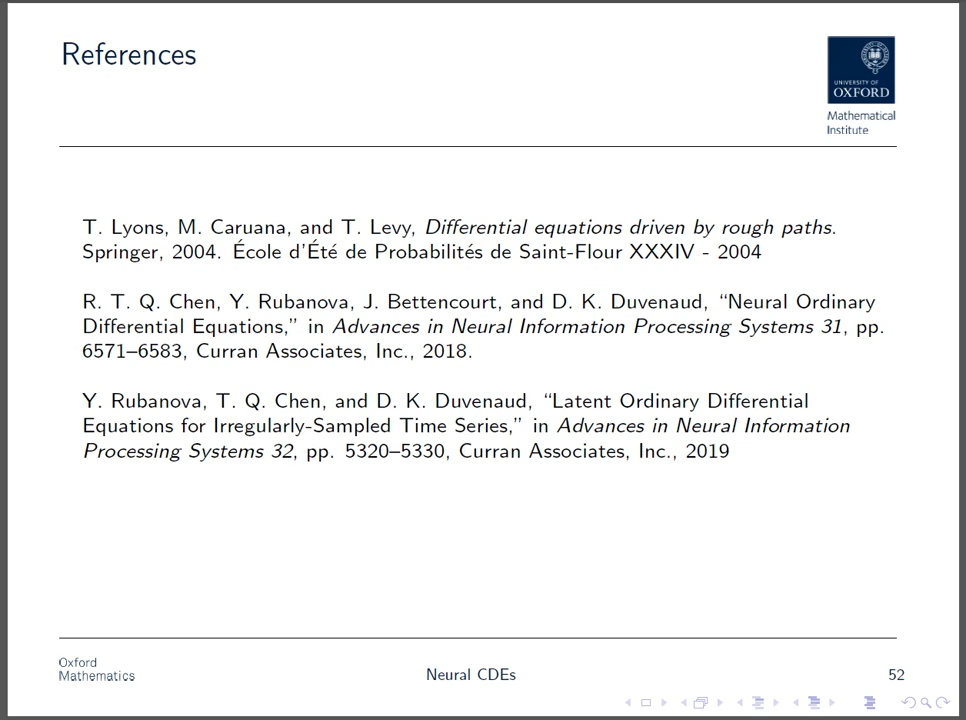 References
UNIVERSITY OF
OXFORD
Mathematical
Institute
T. Lyons, M. Caruana, and T. Levy, Differential equations driven by rough paths.
Springer, 2004. École d'Été de Probabilités de Saint-Flour XXXIV - 2004
R. T. Q. Chen, Y. Rubanova, J. Bettencourt, and D. K. Duvenaud, “Neural Ordinary
Differential Equations,” in Advances in Neural Information Processing Systems 31, pp.
6571–6583, Curran Associates, Inc., 2018.
Y. Rubanova, T. Q. Chen, and D. K. Duvenaud, “Latent Ordinary Differential
Equations for Irregularly-Sampled Time Series,” in Advances in Neural Information
Processing Systems 32, pp. 5320–5330, Curran Associates, Inc., 2019
Oxford
Mathematics
Neural CDEs
52